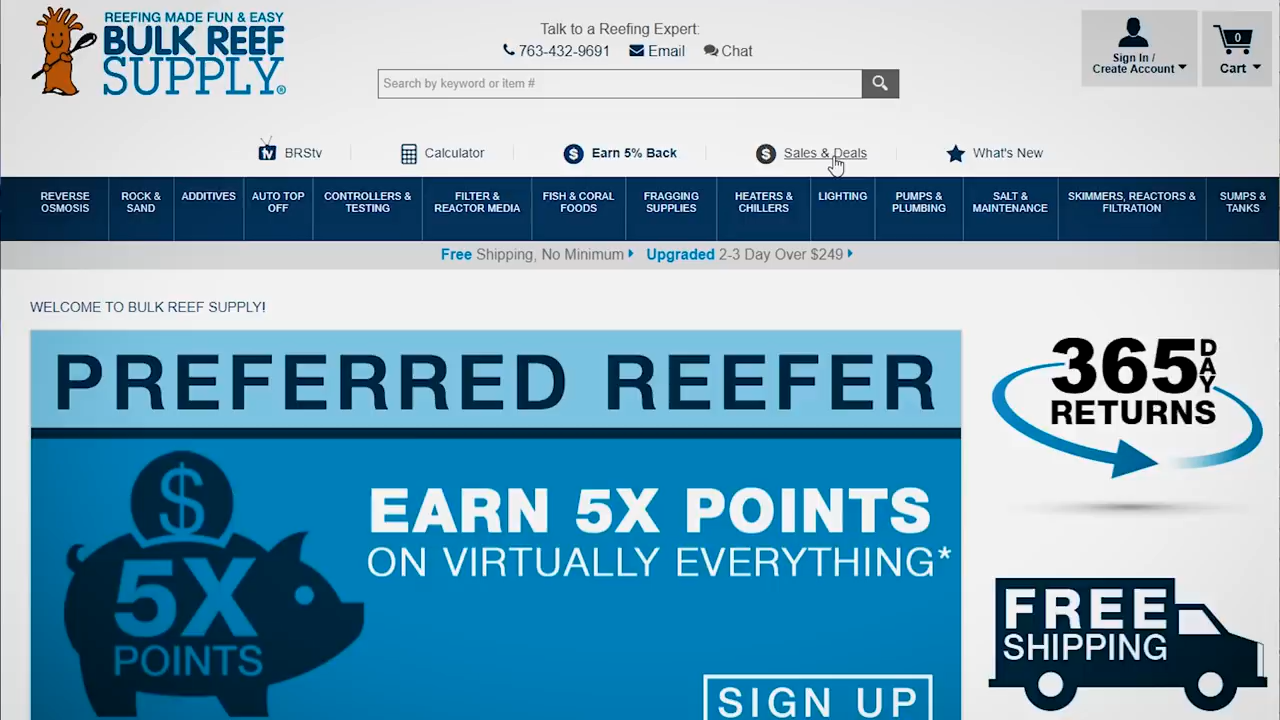 REEFING MADE FUN & EASY
BULK REEF
SUPPLY®
Talk to a Reefing Expert:
763-432-9691 Email Chat
Search by keyword or item #
Sign In /
Create Account
0
Cart
tv BRStv
Calculator
$ Earn 5% Back
$ Sales & Deals
What's New
REVERSE
OSMOSIS
ROCK &
SAND
ADDITIVES
AUTO TOP
OFF
CONTROLLERS &
TESTING
FILTER &
REACTOR MEDIA
FISH & CORAL
FOODS
FRAGGING
SUPPLIES
HEATERS &
CHILLERS
LIGHTING
PUMPS &
PLUMBING
SALT &
MAINTENANCE
SKIMMERS, REACTORS &
FILTRATION
SUMPS &
TANKS
Free Shipping, No Minimum Upgraded 2-3 Day Over $249
WELCOME TO BULK REEF SUPPLY!
PREFERRED REEFER
$
5X
POINTS
EARN 5X POINTS
ON VIRTUALLY EVERYTHING*
SIGN UP
365 DAY
RETURNS
FREE
SHIPPING